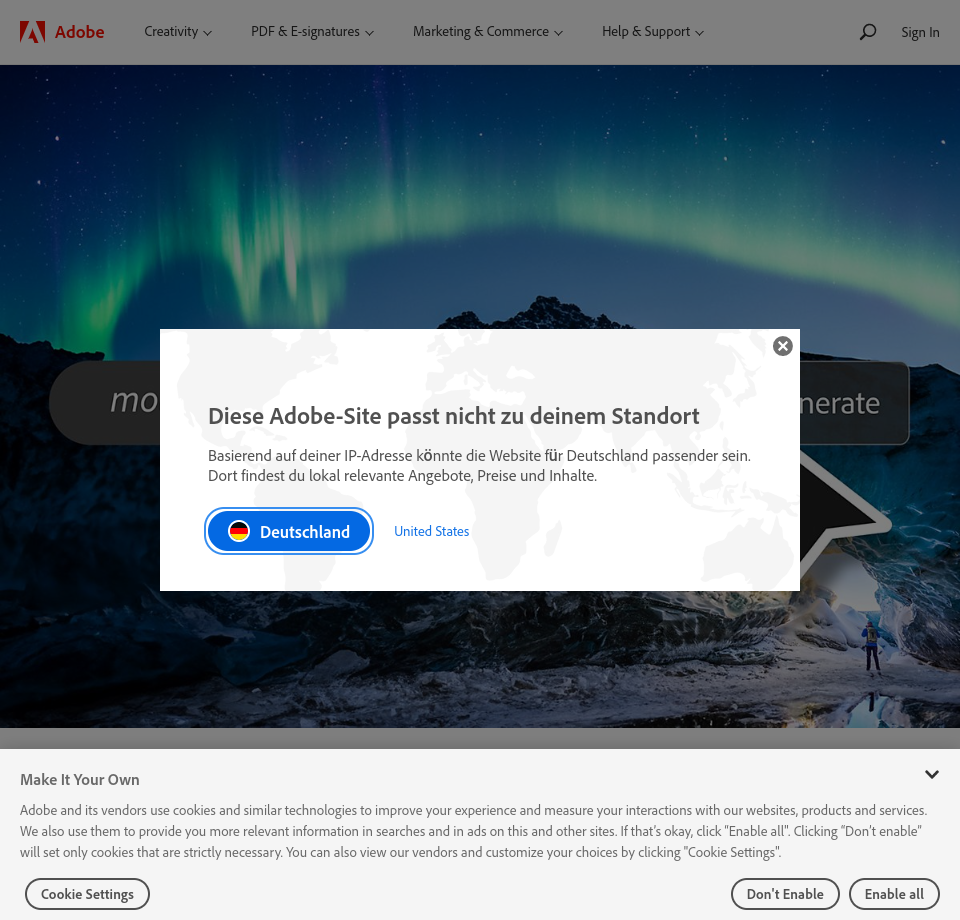 Adobe
Creativity
PDF & E-signatures
Marketing & Commerce
Help & Support
Sign In
mo
nerate
Diese Adobe-Site passt nicht zu deinem Standort
Basierend auf deiner IP-Adresse könnte die Website für Deutschland passender sein.
Dort findest du lokal relevante Angebote, Preise und Inhalte.
Deutschland
United States
Make It Your Own
Adobe and its vendors use cookies and similar technologies to improve your experience and measure your interactions with our websites, products and services.
We also use them to provide you more relevant information in searches and in ads on this and other sites. If that's okay, click "Enable all". Clicking "Don't enable"
will set only cookies that are strictly necessary. You can also view our vendors and customize your choices by clicking "Cookie Settings".
Cookie Settings
Don't Enable
Enable all